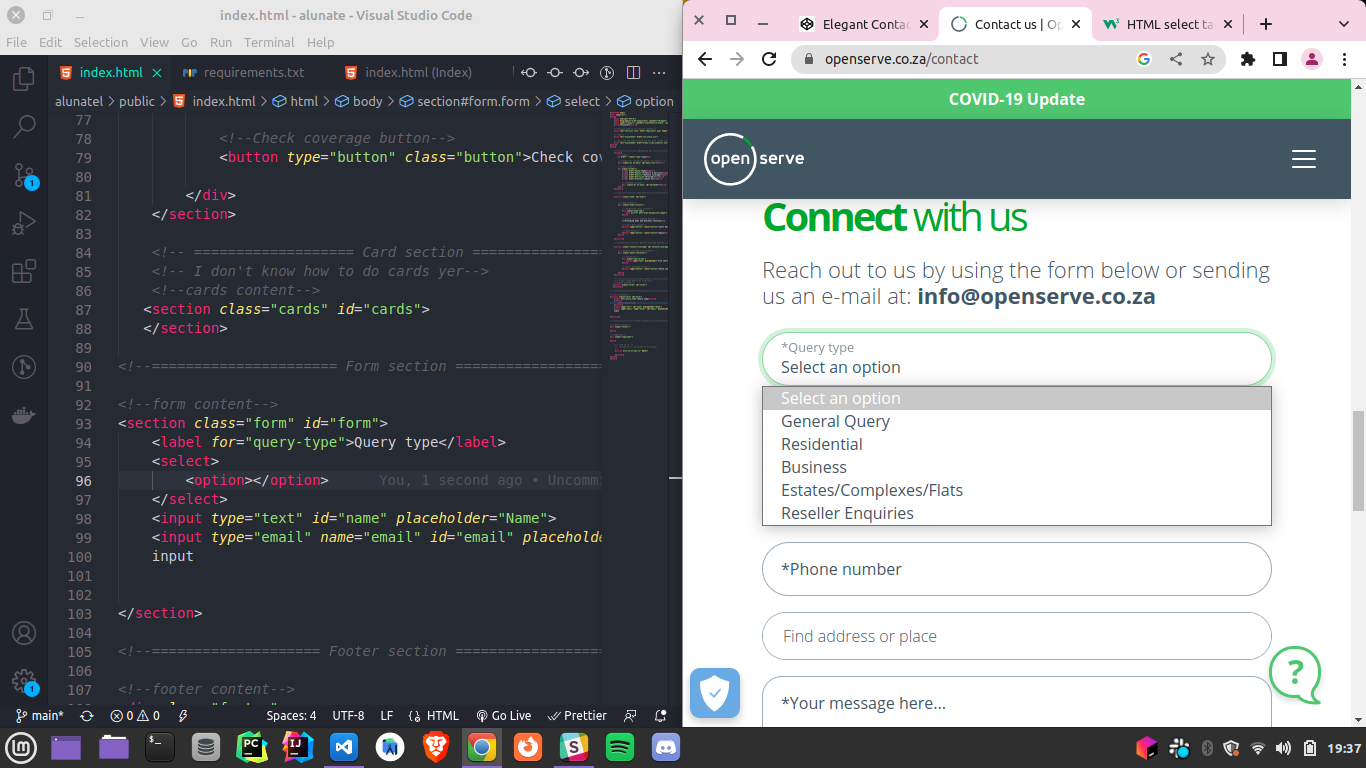 index.html - alunate - Visual Studio Code
File Edit Selection View Go Run Terminal Help
index.html requirements.txt index.html (Index)
alunatel > public > index.html > html > body > section#form.form > select > option
77
78 <!--Check coverage button-->
79 <button type="button" class="button">Check cov
80
81 </div>
82 </section>
83
84 <!-- =================== Card section ================
85 <!-- I don't know how to do cards yer-->
86 <!--cards content-->
87 <section class="cards" id="cards">
88 </section>
89
90 <!--====================== Form section ==================
91
92 <!--form content-->
93 <section class="form" id="form">
94 <label for="query-type">Query type</label>
95 <select>
96 <option></option> You, 1 second ago • Uncommi
97 </select>
98 <input type="text" id="name" placeholder="Name">
99 <input type="email" name="email" id="email" placeholde
100 input
101
102
103 </section>
104
105 <!--==================== Footer section ==================
106
107 <!--footer content-->
main* 0 0 Spaces: 4 UTF-8 LF HTML Go Live Prettier
Elegant Contac Contact us | Op HTML select ta
openserve.co.za/contact
COVID-19 Update
open serve
Connect with us
Reach out to us by using the form below or sending
us an e-mail at: info@openserve.co.za
*Query type
Select an option
Select an option
General Query
Residential
Business
Estates/Complexes/Flats
Reseller Enquiries
*Phone number
Find address or place
*Your message here...
?
19:37